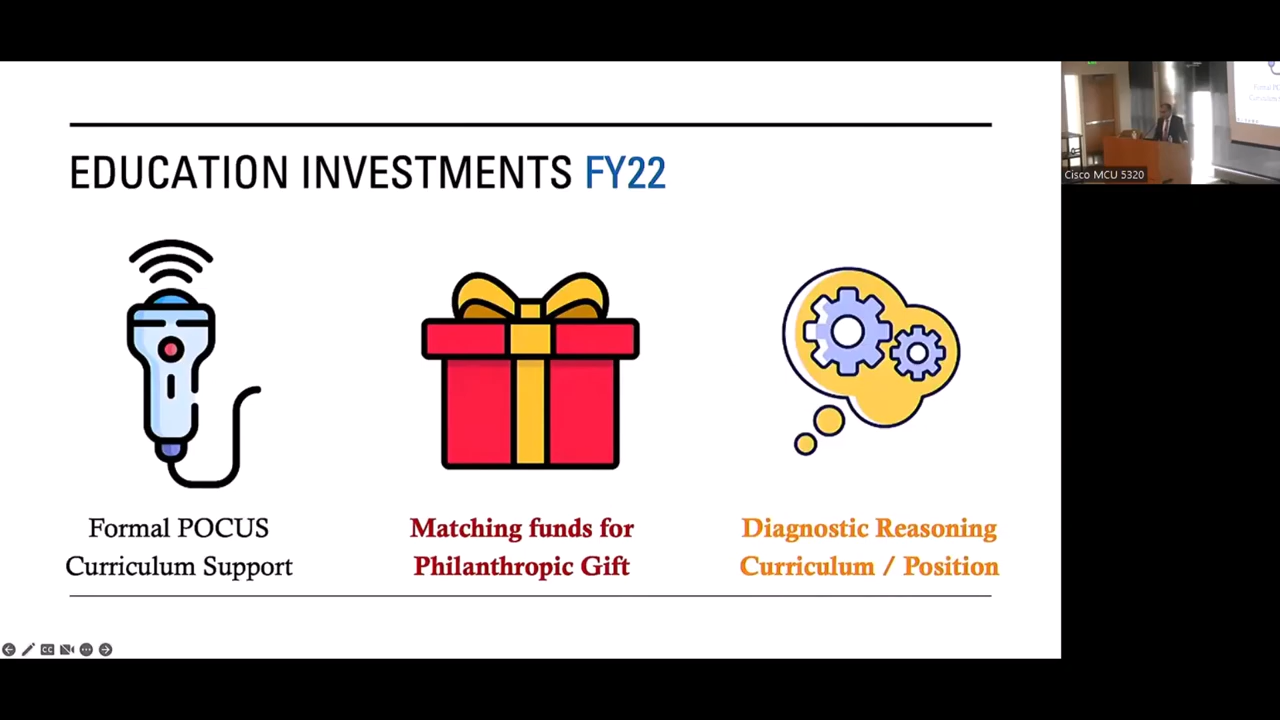 EDUCATION INVESTMENTS FY22
Formal POCUS
Curriculum Support
Matching funds for
Philanthropic Gift
Diagnostic Reasoning
Curriculum / Position
Cisco MCU 5320
CC